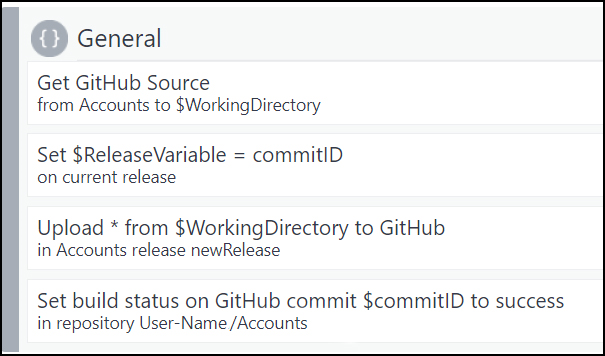 { } General
Get GitHub Source
from Accounts to $WorkingDirectory
Set $ReleaseVariable = commitID
on current release
Upload * from $WorkingDirectory to GitHub
in Accounts release newRelease
Set build status on GitHub commit $commitID to success
in repository User-Name/Accounts